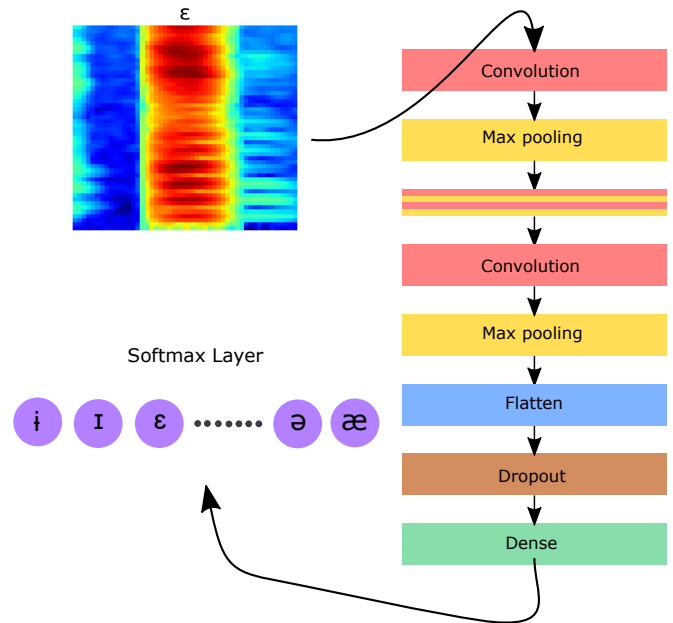 ε
Convolution
Max pooling
Convolution
Max pooling
Flatten
Dropout
Dense
Softmax Layer
ɨ ɪ ɛ ....... ə æ